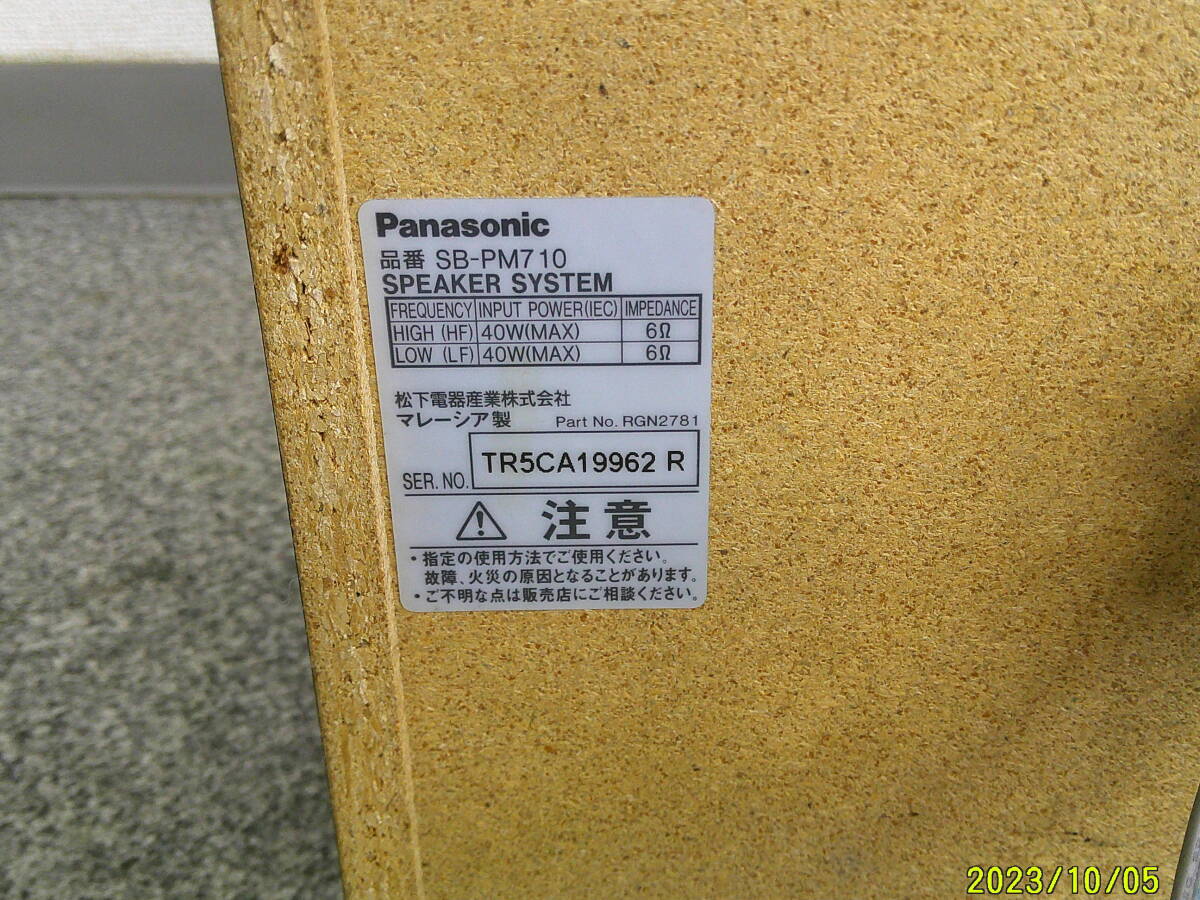 Panasonic
品番 SB-PM710
SPEAKER SYSTEM
FREQUENCY INPUT POWER(IEC) IMPEDANCE
HIGH (HF) 40W(MAX) 6Ω
LOW (LF) 40W(MAX) 6Ω
松下電器産業株式会社
マレーシア製 Part No. RGN2781
SER. NO. TR5CA19962 R
注意
・指定の使用方法でご使用ください。
故障、火災の原因となることがあります。
・ご不明な点は販売店にご相談ください。
2023/10/05